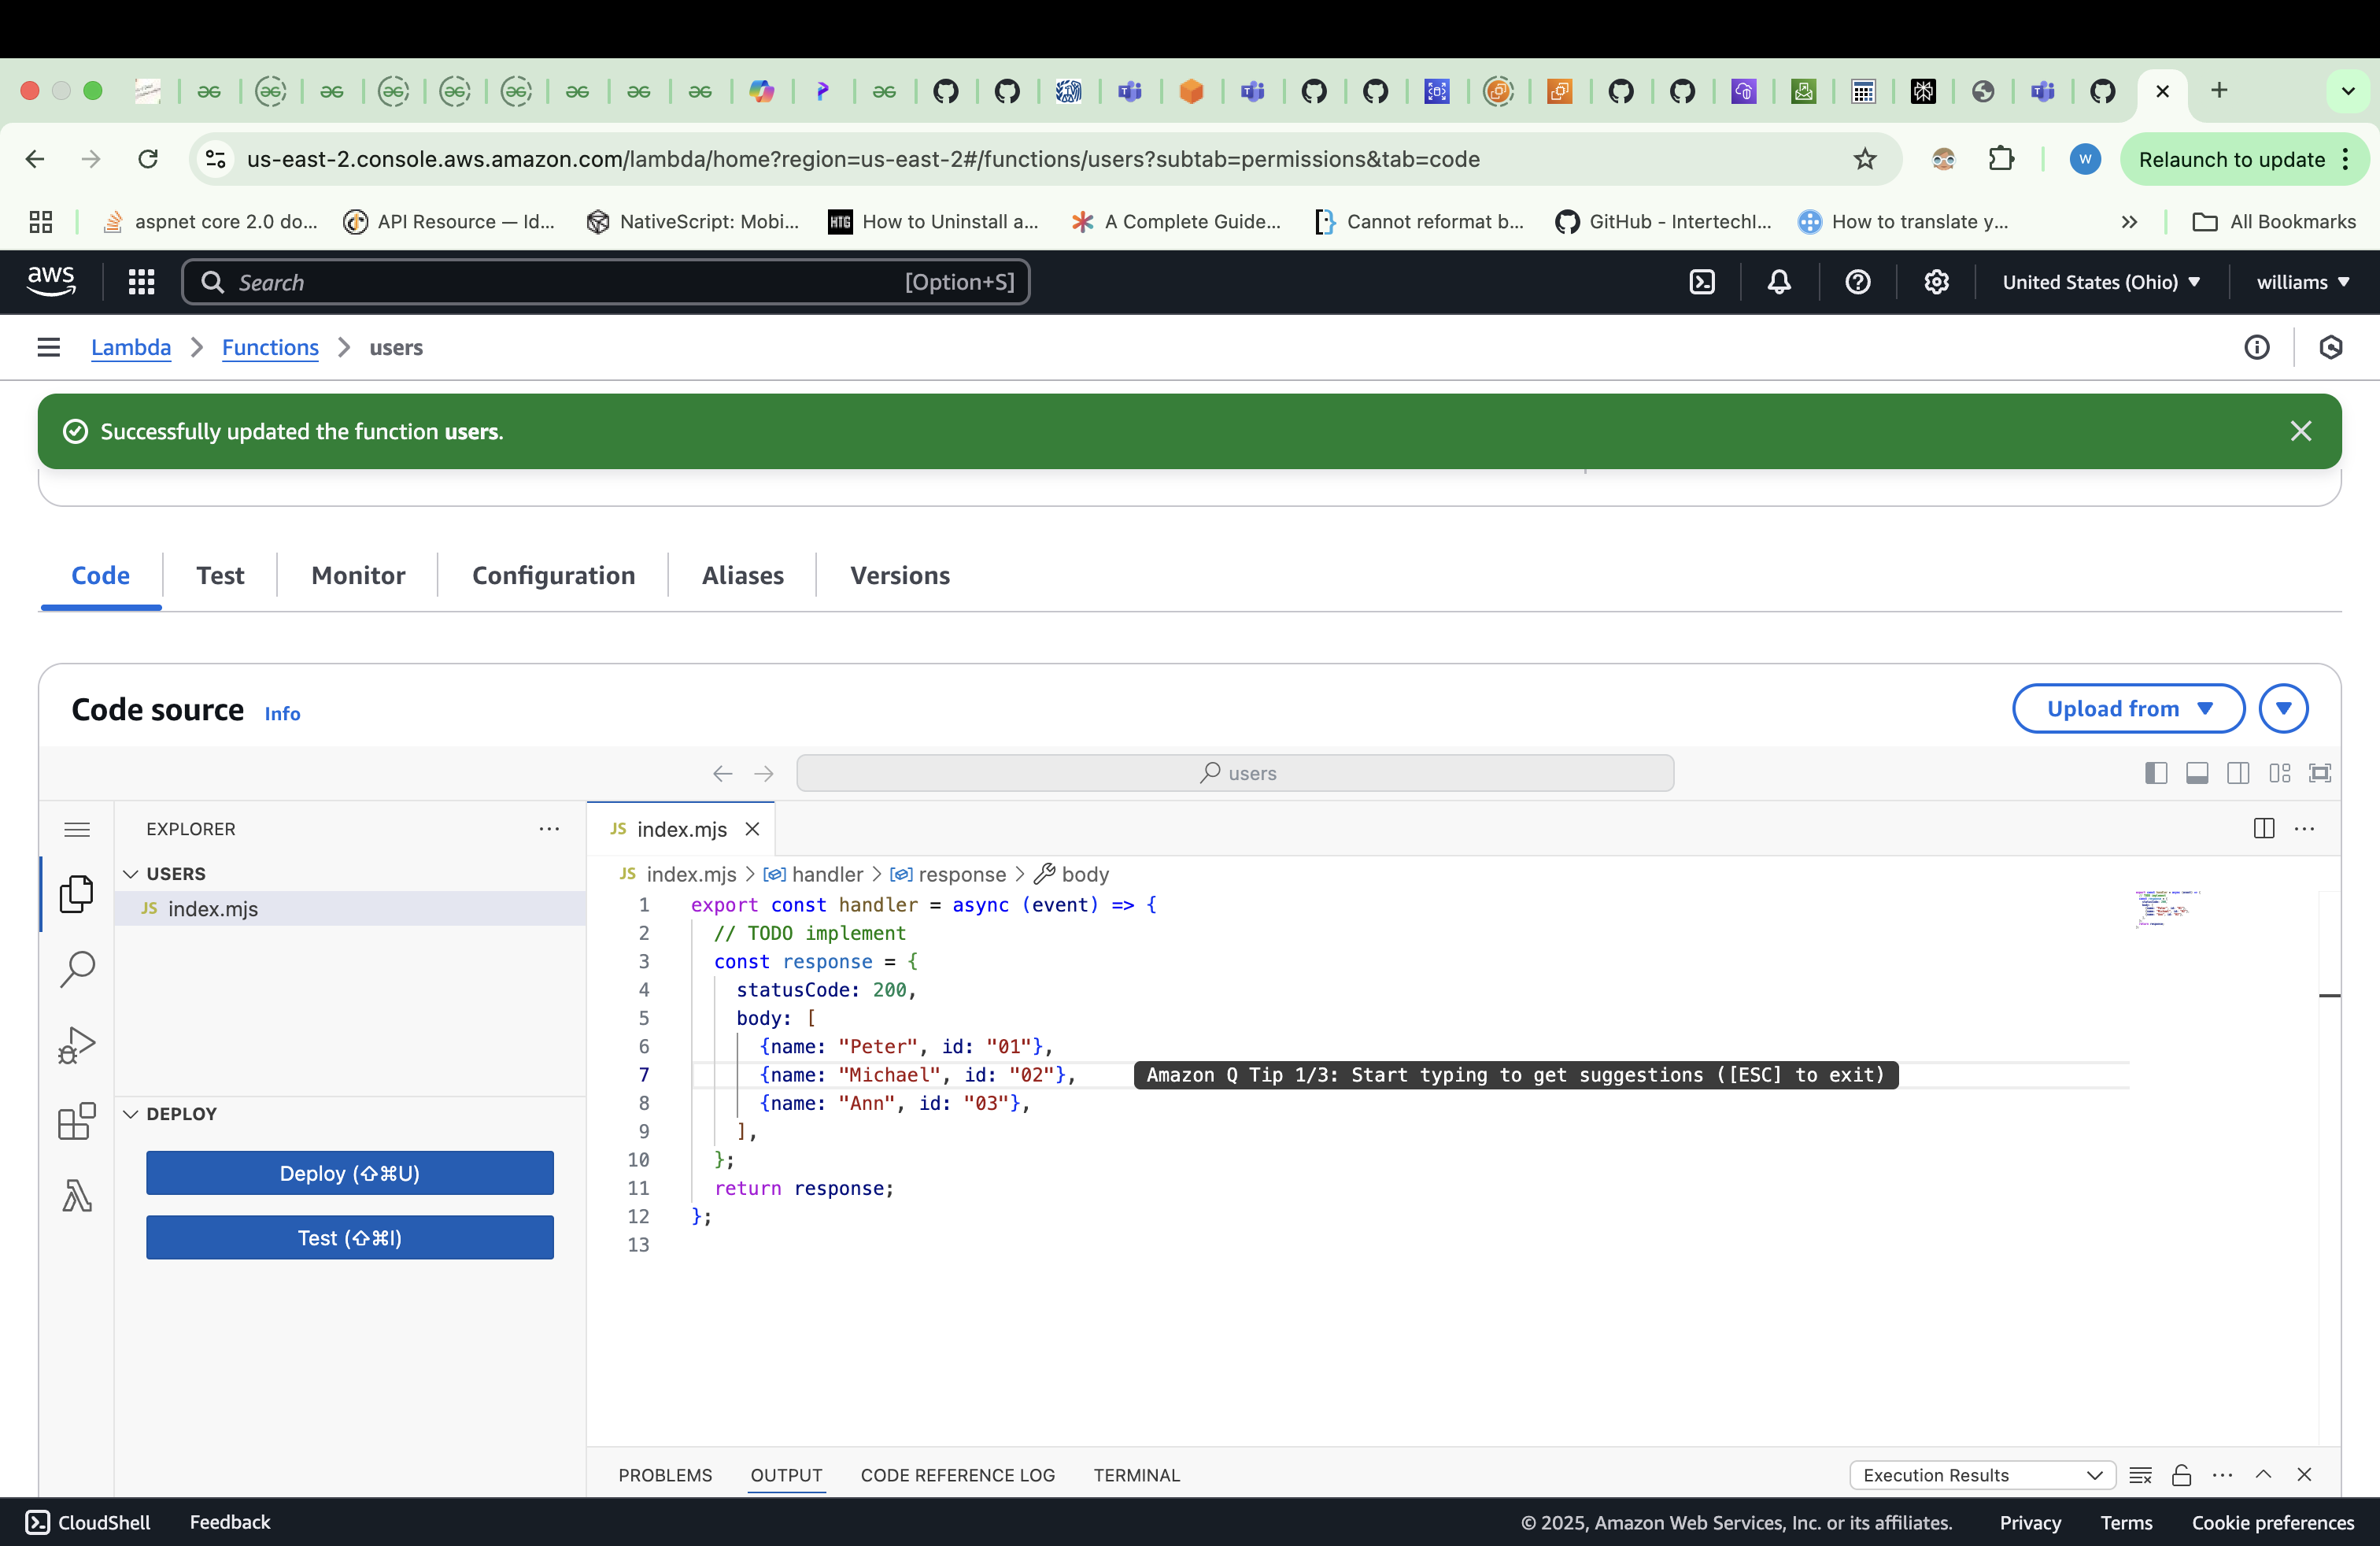 us-east-2.console.aws.amazon.com/lambda/home?region=us-east-2#/functions/users?subtab=permissions&tab=code
W
Relaunch to update
aspnet core 2.0 do...
API Resource — Id...
NativeScript: Mobi...
HTG
How to Uninstall a...
A Complete Guide...
Cannot reformat b...
GitHub - IntertechI...
How to translate y...
All Bookmarks
aws
Search
[Option+S]
United States (Ohio)
williams
Lambda
Functions
users
Successfully updated the function users.
Code
Test
Monitor
Configuration
Aliases
Versions
Code source
Info
Upload from
users
EXPLORER
JS index.mjs
USERS
JS index.mjs > handler > response > body
JS index.mjs
1 export const handler = async (event) => {
2 // TODO implement
3 const response = {
4 statusCode: 200,
5 body: [
6 {name: "Peter", id: "01"},
7 {name: "Michael", id: "02"},
Amazon Q Tip 1/3: Start typing to get suggestions ([ESC] to exit)
8 {name: "Ann", id: "03"},
9 ],
10 };
11 return response;
12 };
13
DEPLOY
Deploy (⇧⌘U)
Test (⇧⌘I)
PROBLEMS
OUTPUT
CODE REFERENCE LOG
TERMINAL
Execution Results
CloudShell
Feedback
© 2025, Amazon Web Services, Inc. or its affiliates.
Privacy
Terms
Cookie preferences